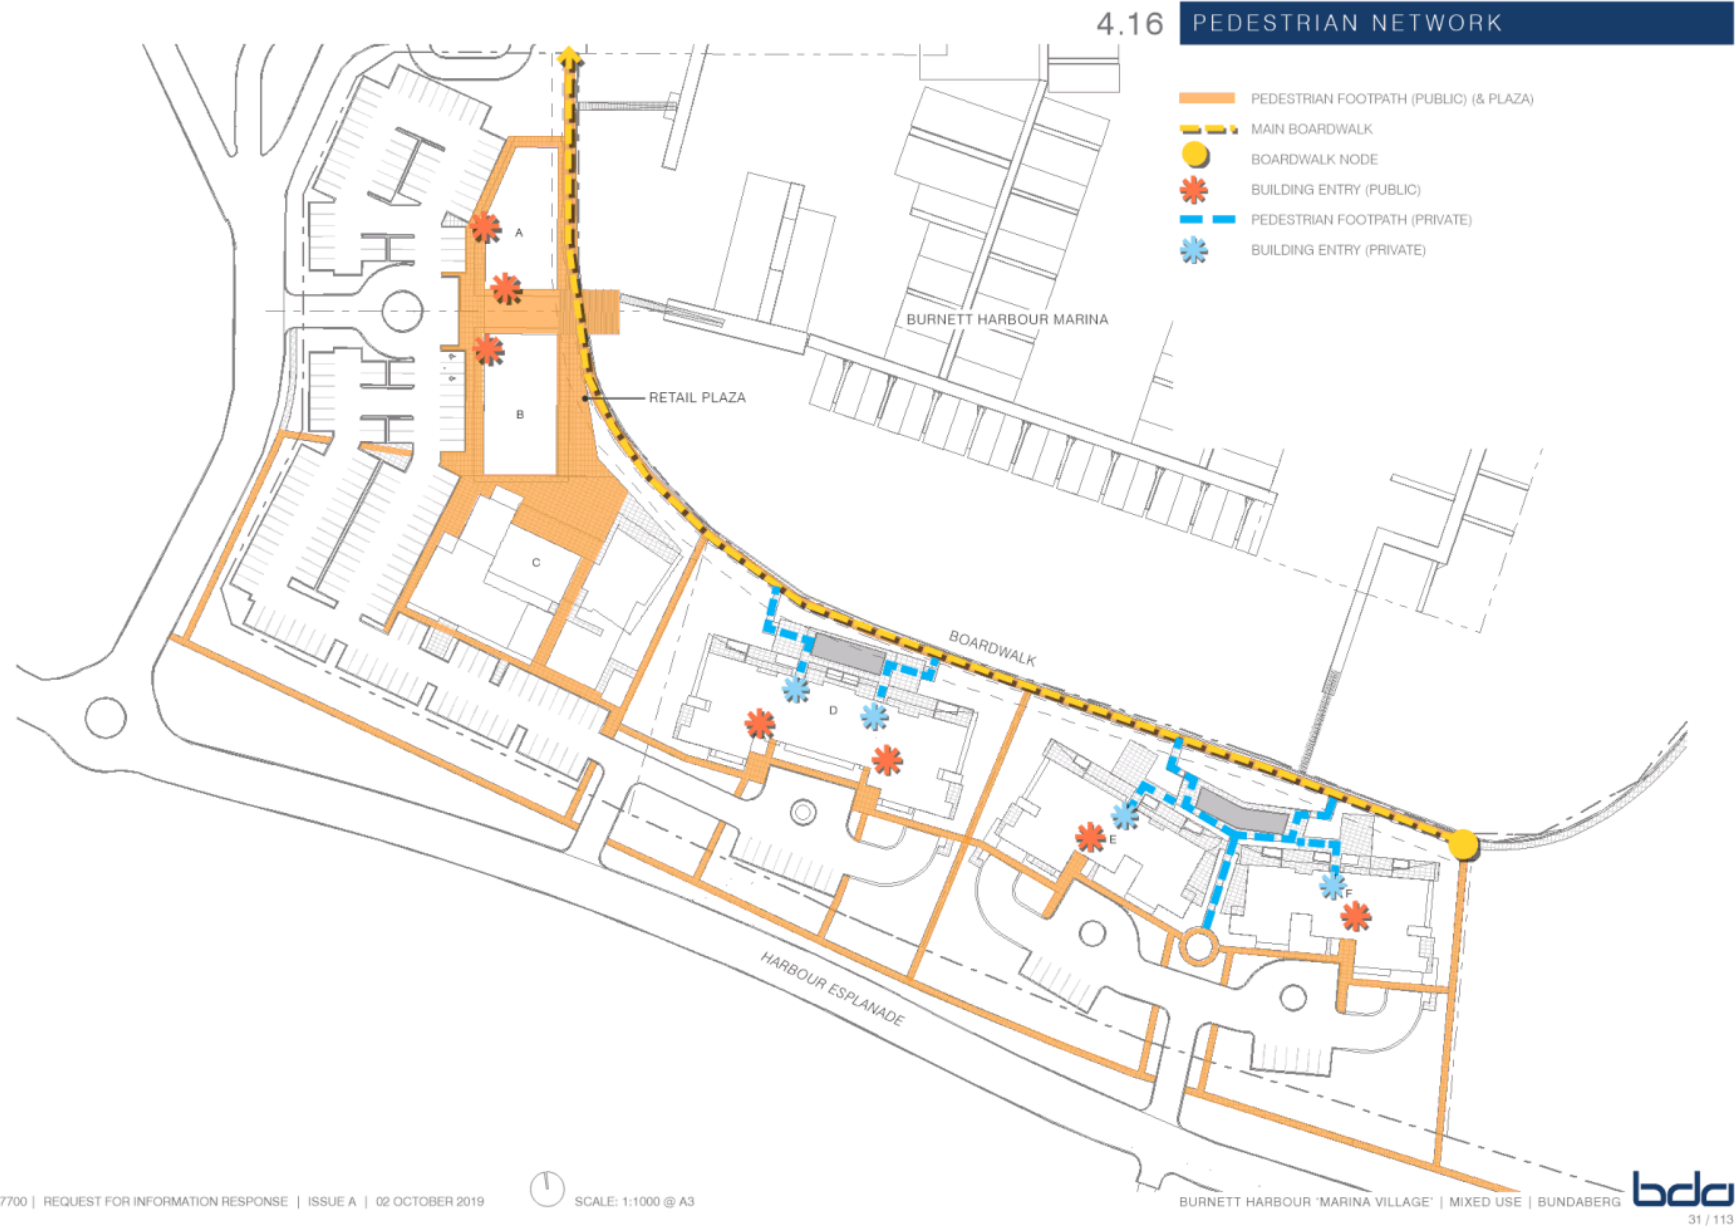 4.16 PEDESTRIAN NETWORK
PEDESTRIAN FOOTPATH (PUBLIC) (& PLAZA)
MAIN BOARDWALK
BOARDWALK NODE
BUILDING ENTRY (PUBLIC)
PEDESTRIAN FOOTPATH (PRIVATE)
BUILDING ENTRY (PRIVATE)
A
BURNETT HARBOUR MARINA
RETAIL PLAZA
B
C
BOARDWALK
D
E
F
HARBOUR ESPLANADE
7700 | REQUEST FOR INFORMATION RESPONSE | ISSUE A | 02 OCTOBER 2019
SCALE: 1:1000 @ A3
BURNETT HARBOUR 'MARINA VILLAGE' | MIXED USE | BUNDABERG
bda
31 / 113